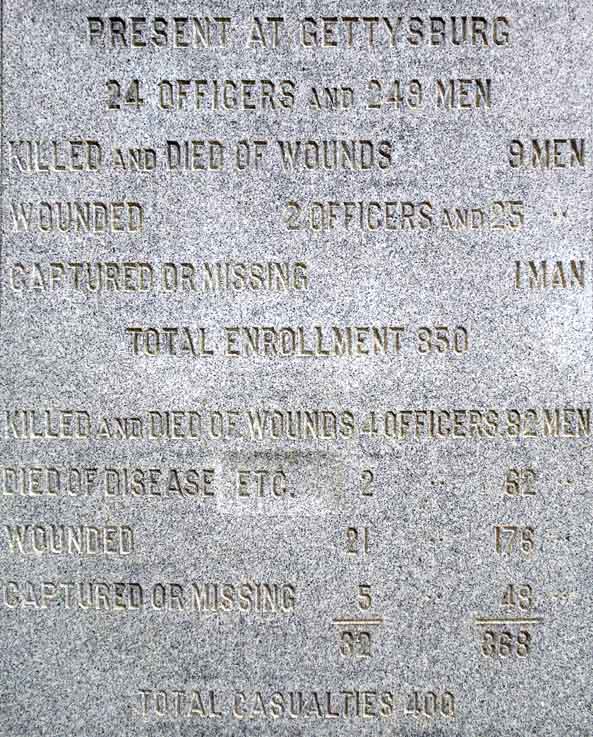 PRESENT AT GETTYSBURG
24 OFFICERS AND 249 MEN
KILLED AND DIED OF WOUNDS 9 MEN
WOUNDED 2 OFFICERS AND 25 "
CAPTURED OR MISSING 1 MAN
TOTAL ENROLLMENT 850
KILLED AND DIED OF WOUNDS 4 OFFICERS 82 MEN
DIED OF DISEASE ETC. 2 " 62 "
WOUNDED 21 " 176 "
CAPTURED OR MISSING 5 " 48 "
32 368
TOTAL CASUALTIES 400